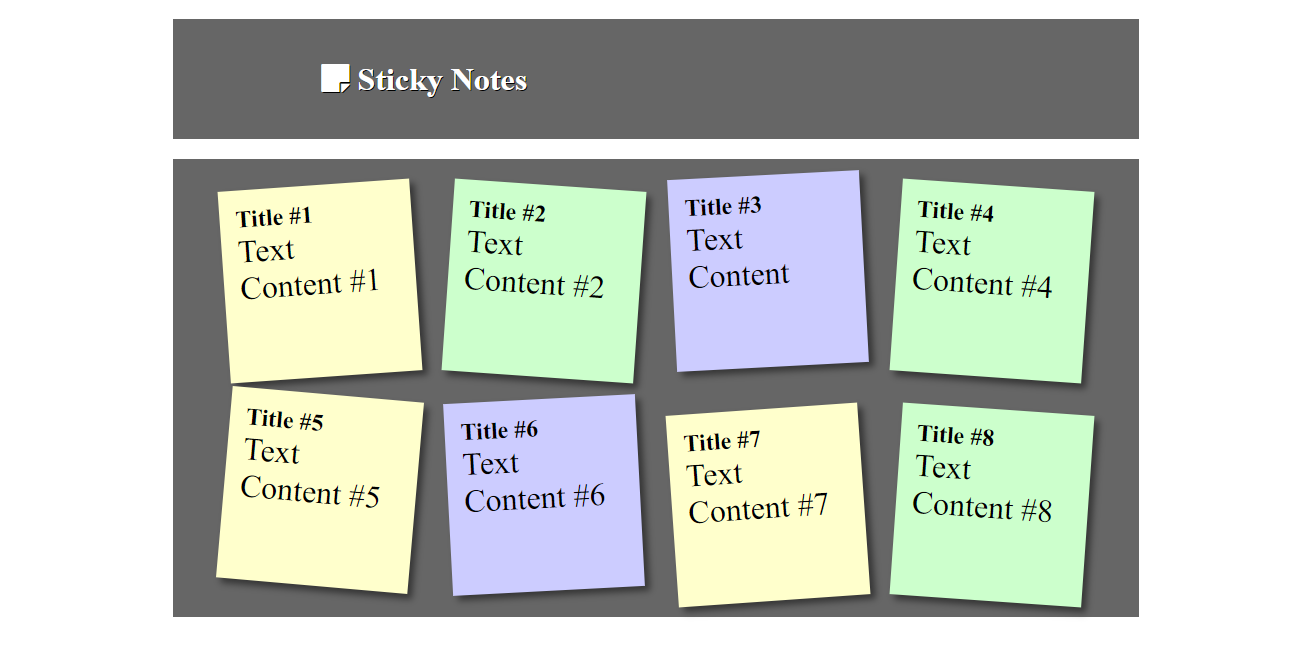 Sticky Notes
Title #1
Text
Content #1
Title #2
Text
Content #2
Title #3
Text
Content
Title #4
Text
Content #4
Title #5
Text
Content #5
Title #6
Text
Content #6
Title #7
Text
Content #7
Title #8
Text
Content #8